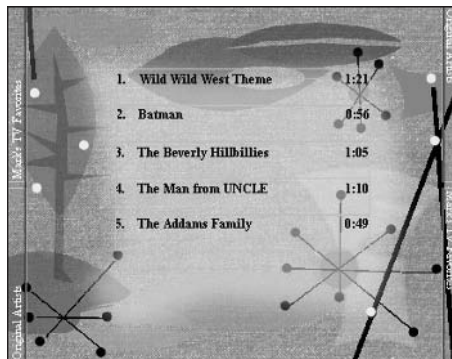 1. Wild Wild West Theme 1:21
2. Batman 0:56
3. The Beverly Hillbillies 1:05
4. The Man from UNCLE 1:10
5. The Addams Family 0:49
Mark's TV Favorites
Original Artists